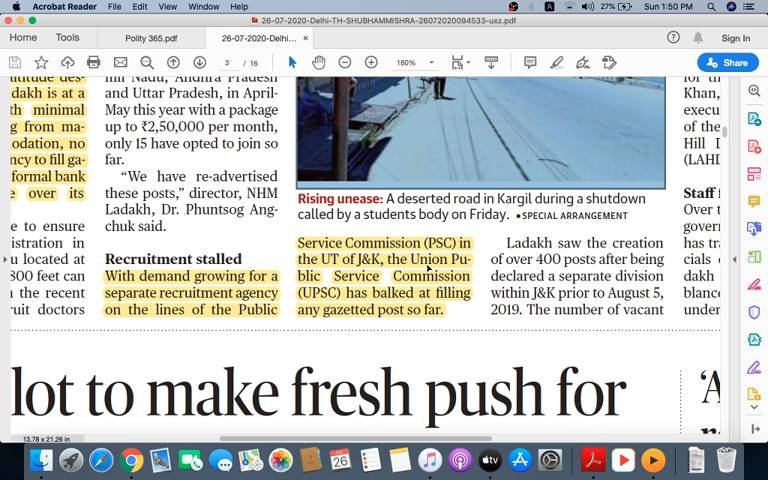 Acrobat Reader File Edit View Window Help
27% Sun 1:50 PM
26-07-2020-Delhi-TH-SHUBHAMMISHRA-26072020094533-uxz.pdf
Home Tools Polity 365.pdf 26-07-2020-Delhi... × Sign In
3 / 16 180% Share
titude des-
dakh is at a
th minimal
g from ma-
odation, no
ncy to fill ga-
formal bank
e over its
e to ensure
istration in
u located at
800 feet can
n the recent
ruit doctors
mil Nadu, Andhra Pradesh
and Uttar Pradesh, in April-
May this year with a package
up to ₹2,50,000 per month,
only 15 have opted to join so
far.
“We have re-advertised
these posts,” director, NHM
Ladakh, Dr. Phuntsog Ang-
chuk said.
Recruitment stalled
With demand growing for a
separate recruitment agency
on the lines of the Public
Rising unease: A deserted road in Kargil during a shutdown
called by a students body on Friday. ■SPECIAL ARRANGEMENT
Service Commission (PSC) in
the UT of J&K, the Union Pu-
blic Service Commission
(UPSC) has balked at filling
any gazetted post so far.
Ladakh saw the creation
of over 400 posts after being
declared a separate division
within J&K prior to August 5,
2019. The number of vacant
for th
Khan,
execu
of the
Hill D
(LAHD
Staff
Over t
govern
has tra
cials
dakh
blance
under
lot to make fresh push for
‘A
13.78 x 21.26 in
JUL
26